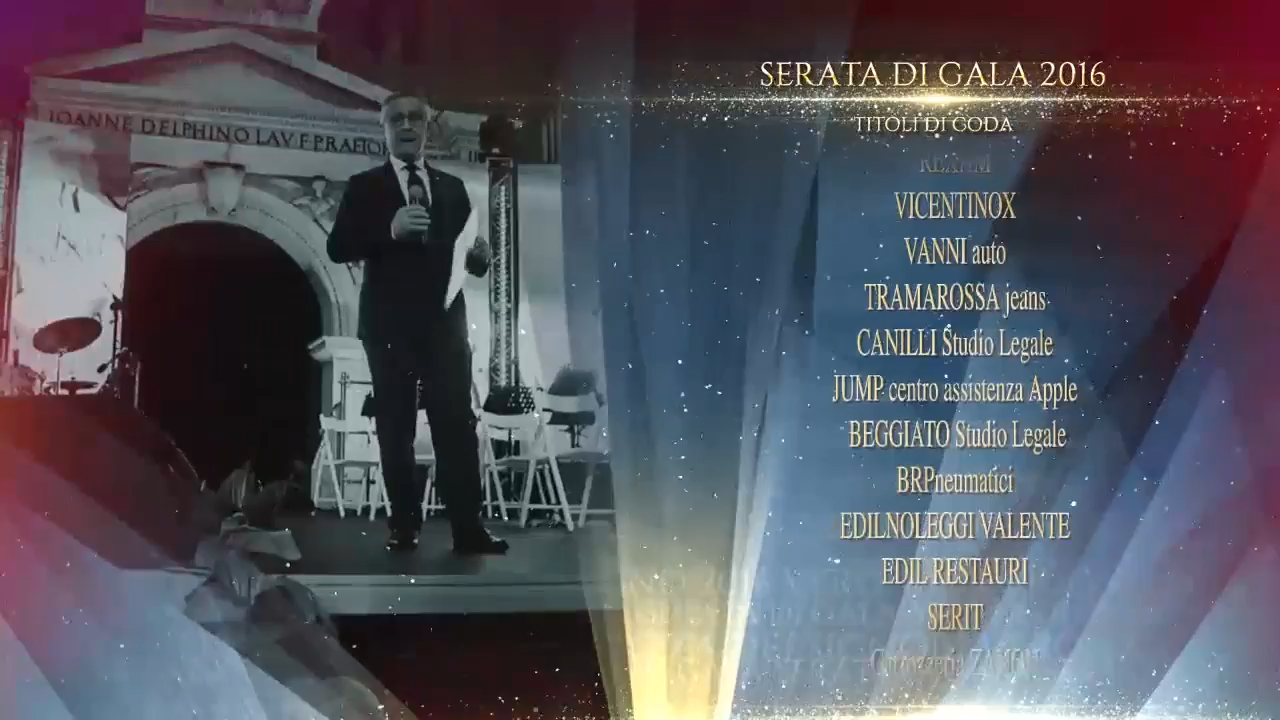 IOANNE DELPHINO LAV F PRAETOR
SERATA DI GALA 2016
TITOLI DI CODA
VICENTINOX
VANNI auto
TRAMAROSSA jeans
CANILLI Studio Legale
JUMP centro assistenza Apple
BEGGIATO Studio Legale
BRPneumatici
EDILNOLEGGI VALENTE
EDIL RESTAURI
SERIT